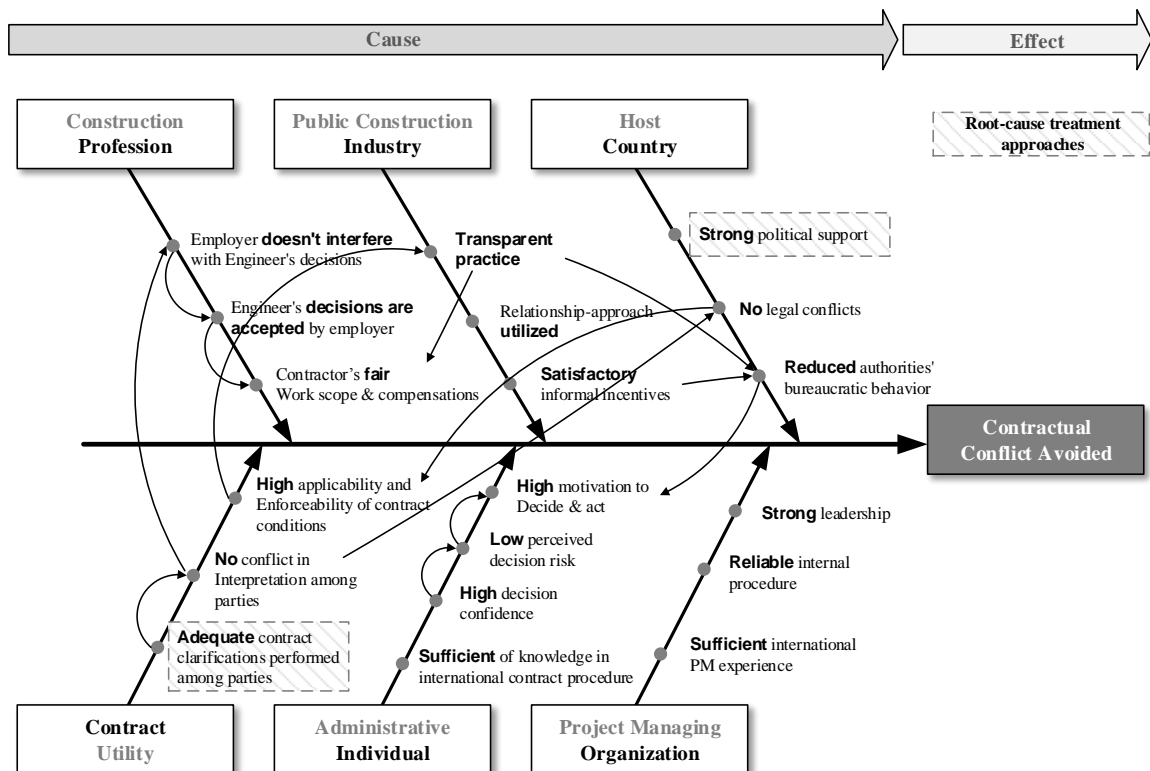 Cause
Effect
Construction
Profession
Public Construction
Industry
Host
Country
Root-cause treatment
approaches
Employer doesn't interfere
with Engineer's decisions
Engineer's decisions are
accepted by employer
Contractor’s fair
Work scope & compensations
Transparent
practice
Relationship-approach
utilized
Satisfactory
informal incentives
Strong political support
No legal conflicts
Reduced authorities'
bureaucratic behavior
Contractual
Conflict Avoided
High applicability and
Enforceability of contract
conditions
No conflict in
Interpretation among
parties
Adequate contract
clarifications performed
among parties
High motivation to
Decide & act
Low perceived
decision risk
High decision
confidence
Sufficient of knowledge in
international contract procedure
Strong leadership
Reliable internal
procedure
Sufficient international
PM experience
Contract
Utility
Administrative
Individual
Project Managing
Organization